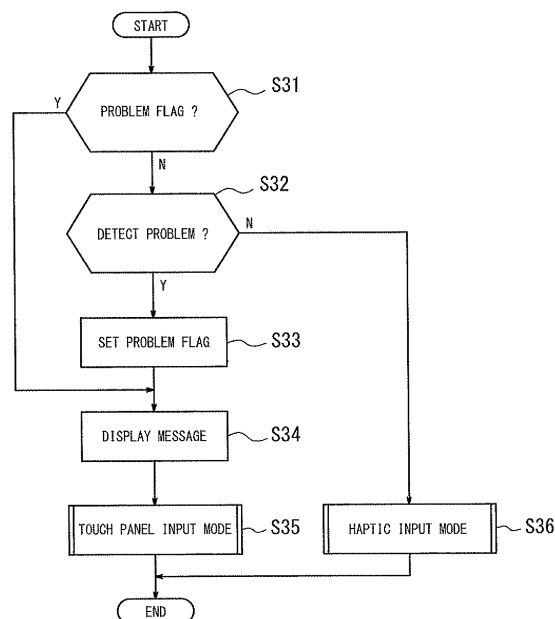 START
S31
Y
PROBLEM FLAG ?
N
S32
DETECT PROBLEM ?
N
Y
SET PROBLEM FLAG
S33
DISPLAY MESSAGE
S34
TOUCH PANEL INPUT MODE
S35
HAPTIC INPUT MODE
S36
END